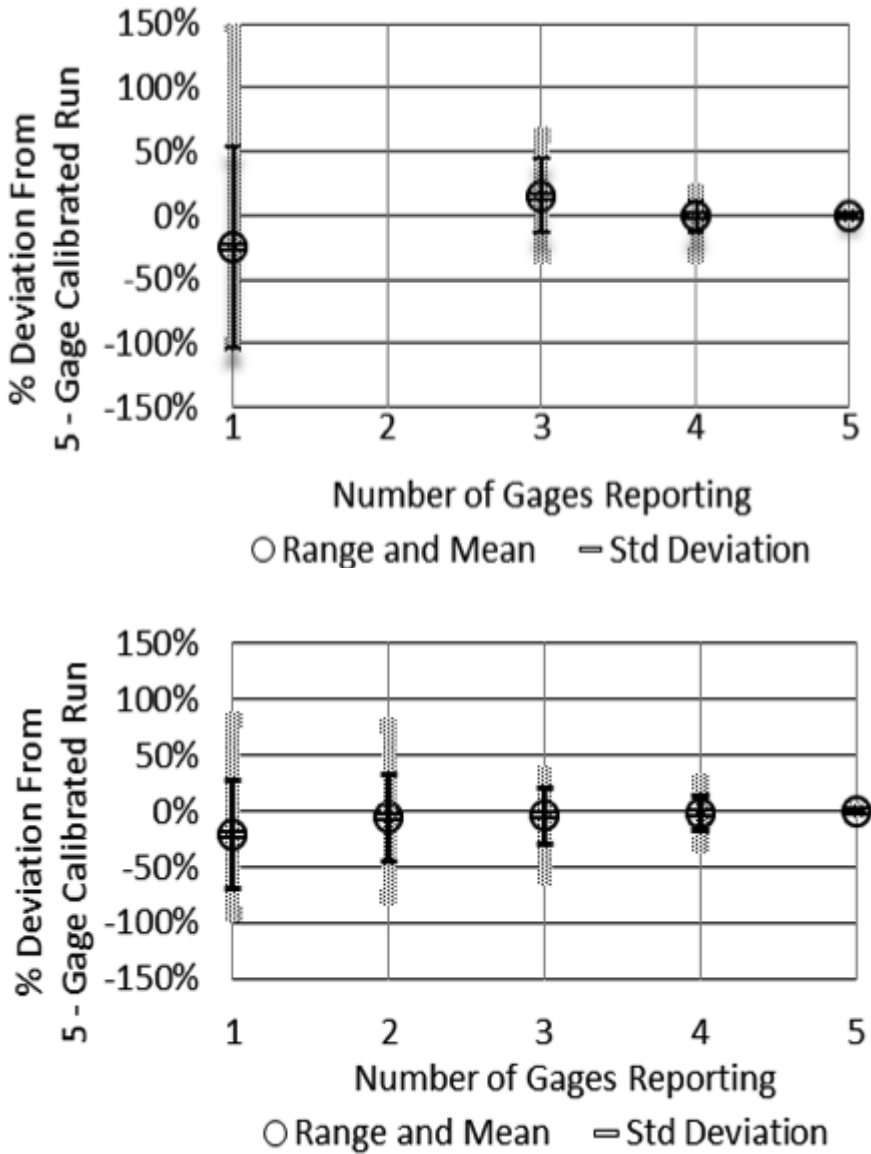 150%
100%
50%
0%
-50%
-100%
-150%
% Deviation From
5 - Gage Calibrated Run
1 2 3 4 5
Number of Gages Reporting
Range and Mean Std Deviation
150%
100%
50%
0%
-50%
-100%
-150%
% Deviation From
5 - Gage Calibrated Run
1 2 3 4 5
Number of Gages Reporting
Range and Mean Std Deviation